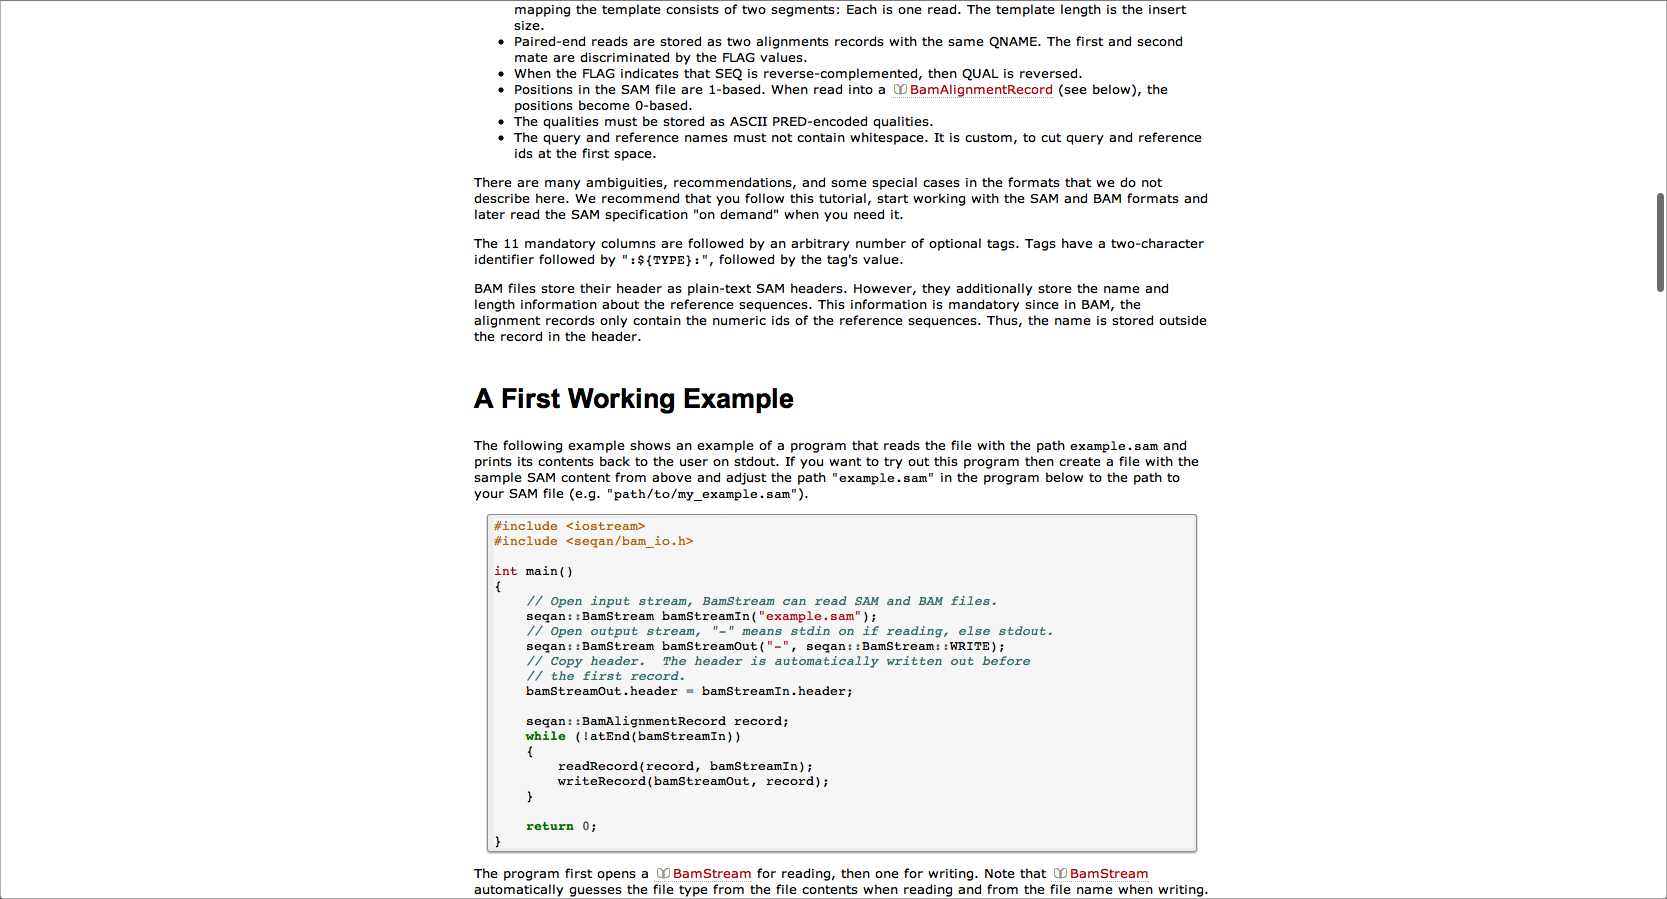 mapping the template consists of two segments: Each is one read. The template length is the insert
size.
• Paired-end reads are stored as two alignments records with the same QNAME. The first and second
mate are discriminated by the FLAG values.
• When the FLAG indicates that SEQ is reverse-complemented, then QUAL is reversed.
• Positions in the SAM file are 1-based. When read into a BamAlignmentRecord (see below), the
positions become 0-based.
• The qualities must be stored as ASCII PRED-encoded qualities.
• The query and reference names must not contain whitespace. It is custom, to cut query and reference
ids at the first space.
There are many ambiguities, recommendations, and some special cases in the formats that we do not
describe here. We recommend that you follow this tutorial, start working with the SAM and BAM formats and
later read the SAM specification "on demand" when you need it.
The 11 mandatory columns are followed by an arbitrary number of optional tags. Tags have a two-character
identifier followed by ":${TYPE}:", followed by the tag's value.
BAM files store their header as plain-text SAM headers. However, they additionally store the name and
length information about the reference sequences. This information is mandatory since in BAM, the
alignment records only contain the numeric ids of the reference sequences. Thus, the name is stored outside
the record in the header.
A First Working Example
The following example shows an example of a program that reads the file with the path example.sam and
prints its contents back to the user on stdout. If you want to try out this program then create a file with the
sample SAM content from above and adjust the path "example.sam" in the program below to the path to
your SAM file (e.g. "path/to/my_example.sam").
#include <iostream>
#include <seqan/bam_io.h>
int main()
{
// Open input stream, BamStream can read SAM and BAM files.
seqan::BamStream bamStreamIn("example.sam");
// Open output stream, "-" means stdin on if reading, else stdout.
seqan::BamStream bamStreamOut("-", seqan::BamStream::WRITE);
// Copy header.  The header is automatically written out before
// the first record.
bamStreamOut.header = bamStreamIn.header;
seqan::BamAlignmentRecord record;
while (!atEnd(bamStreamIn))
{
readRecord(record, bamStreamIn);
writeRecord(bamStreamOut, record);
}
return 0;
}
The program first opens a BamStream for reading, then one for writing. Note that BamStream
automatically guesses the file type from the file contents when reading and from the file name when writing.